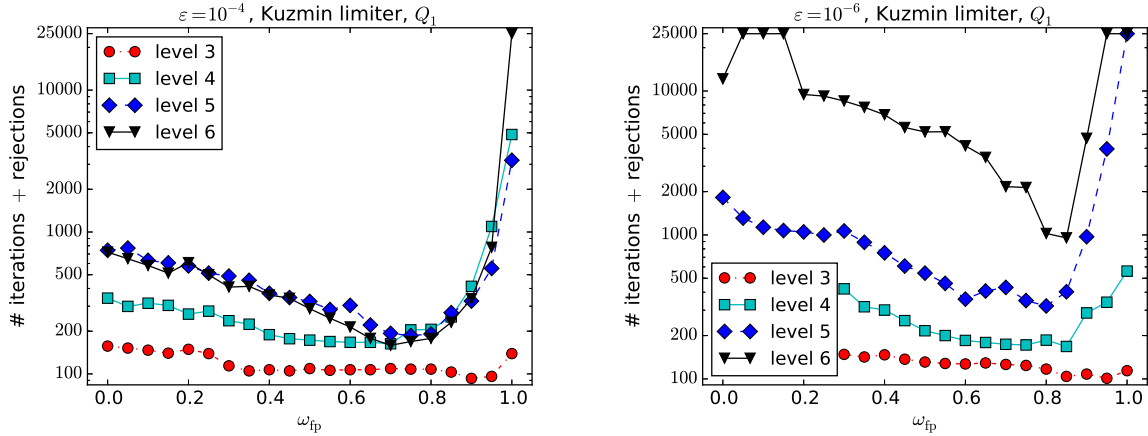 ε=10⁻⁴, Kuzmin limiter, Q₁
# iterations + rejections
25000
10000
5000
2000
1000
500
200
100
level 3
level 4
level 5
level 6
0.0 0.2 0.4 0.6 0.8 1.0
ω_fp
ε=10⁻⁶, Kuzmin limiter, Q₁
# iterations + rejections
25000
10000
5000
2000
1000
500
200
100
level 3
level 4
level 5
level 6
0.0 0.2 0.4 0.6 0.8 1.0
ω_fp